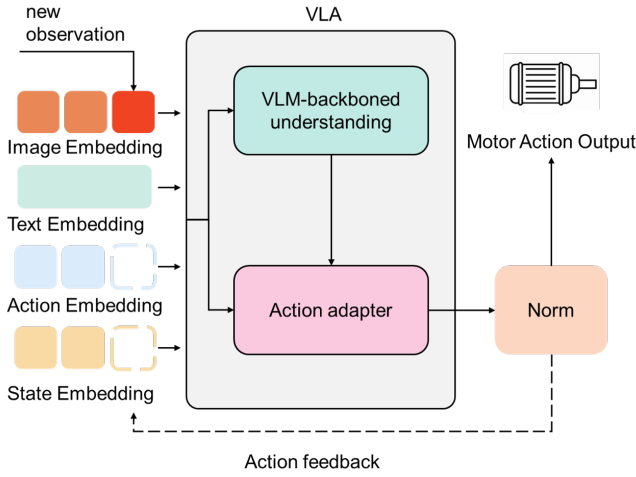 new
observation
VLA
VLM-backboned
understanding
Image Embedding
Motor Action Output
Text Embedding
Action Embedding
Action adapter
Norm
State Embedding
Action feedback